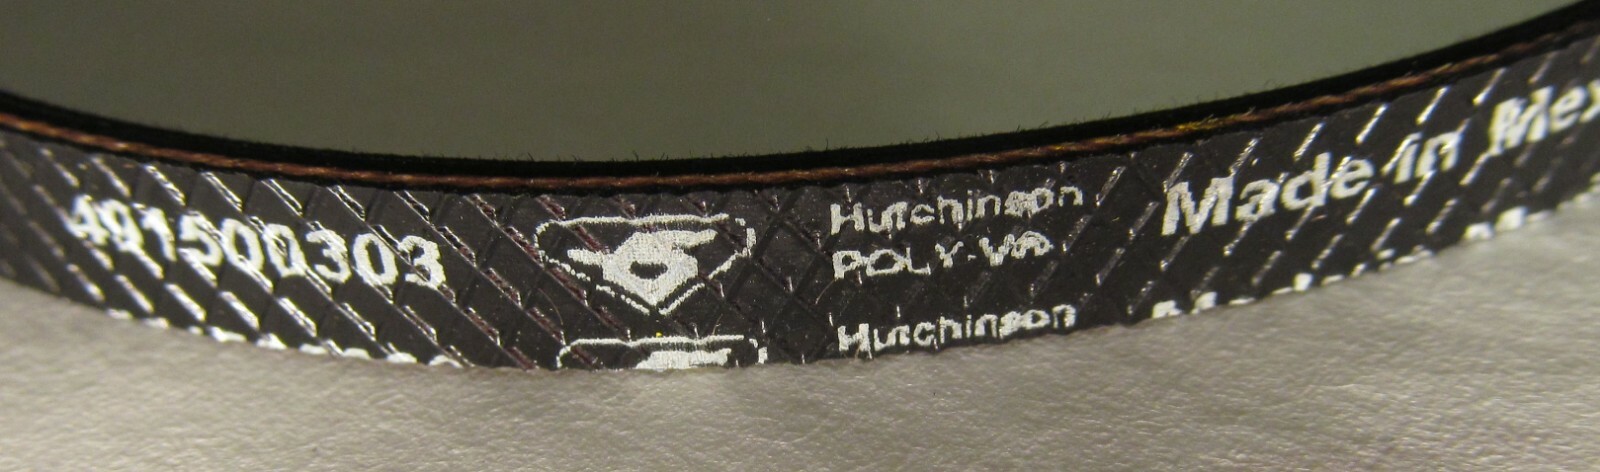 491500303
Hutchinson
POLY-V®
Made in Mex
Hutchinson